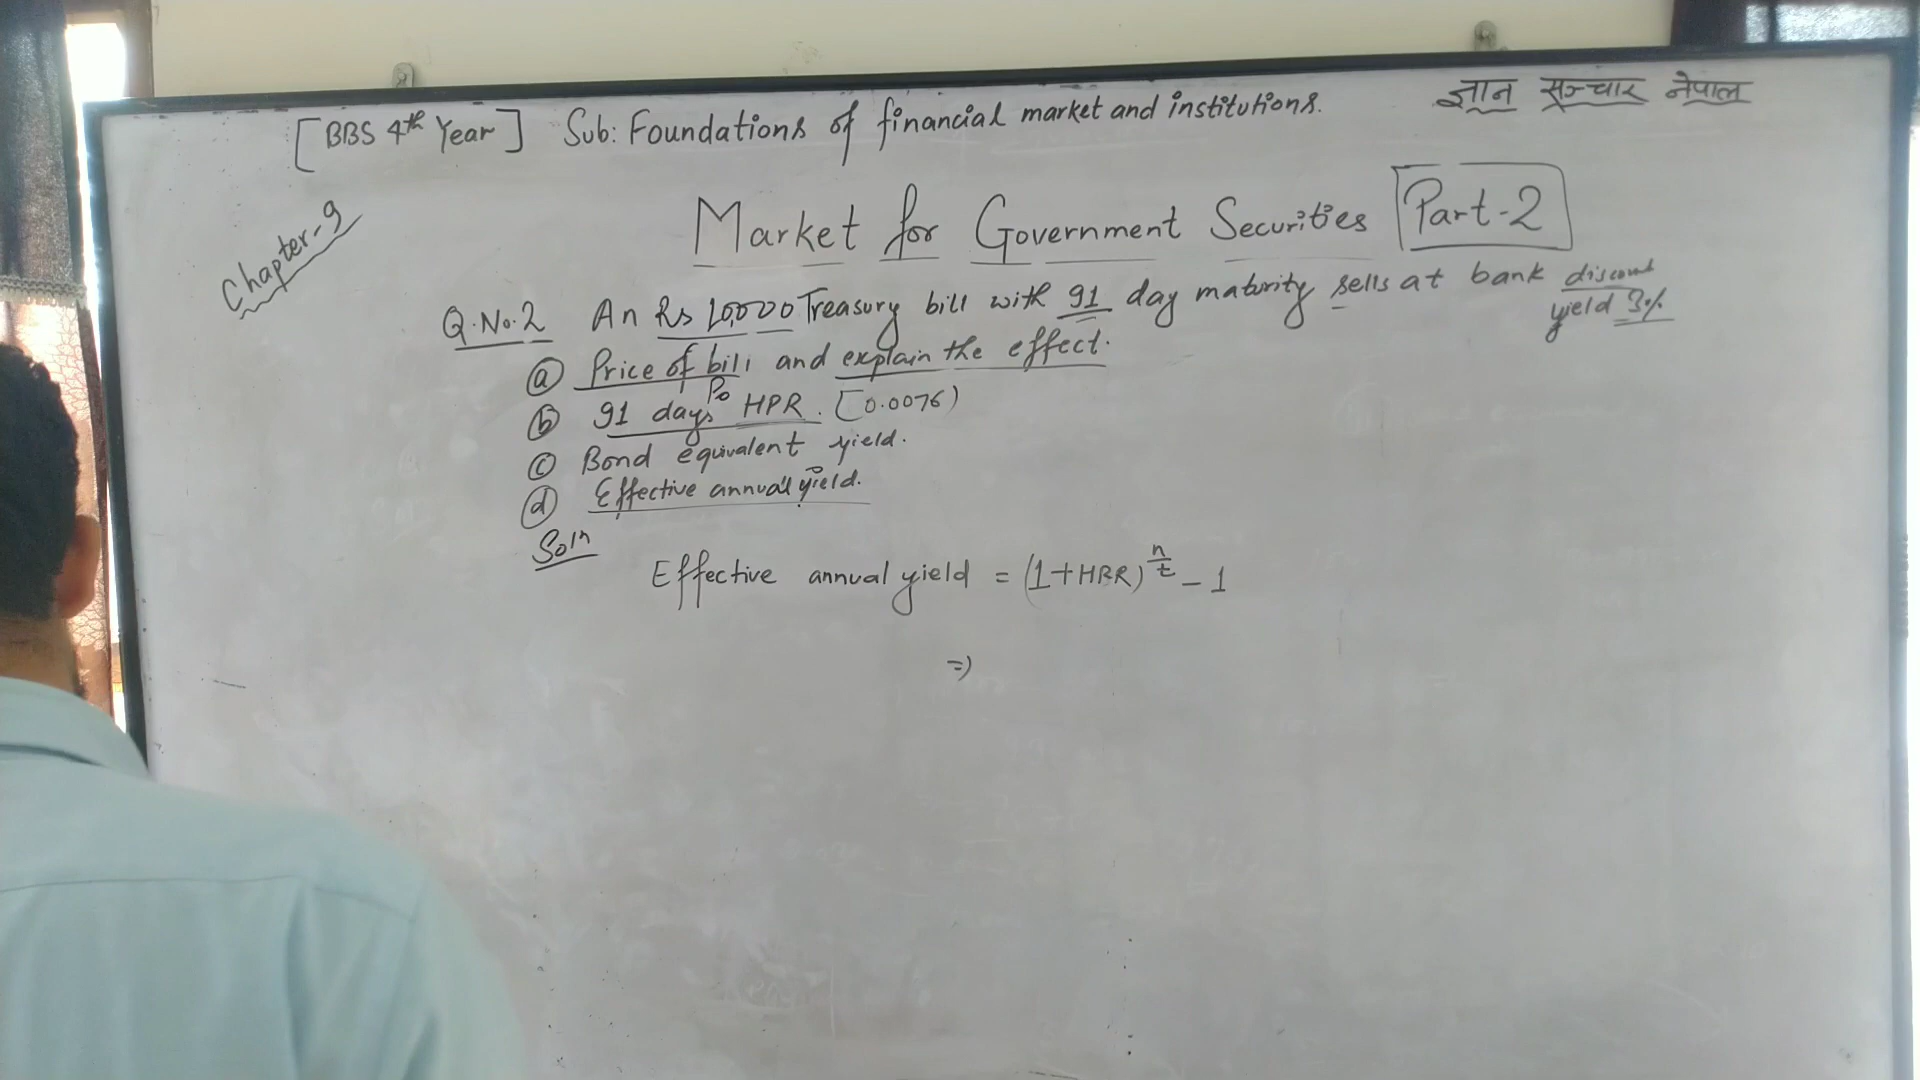 [BBS 4th Year] Sub: Foundations of financial market and institutions.
ज्ञान सञ्चार नेपाल
Chapter-9
Market for Government Securities Part-2
Q.No.2 An Rs 10,000 Treasury bill with 91 day maturity sells at bank discount
yield 3%
(a) Price of bill and explain the effect.
P0
(b) 91 days HPR. [0.0076)
(c) Bond equivalent yield.
(d) Effective annual yield.
Soln
Effective annual yield = (1+HBR)^n/t - 1
=)